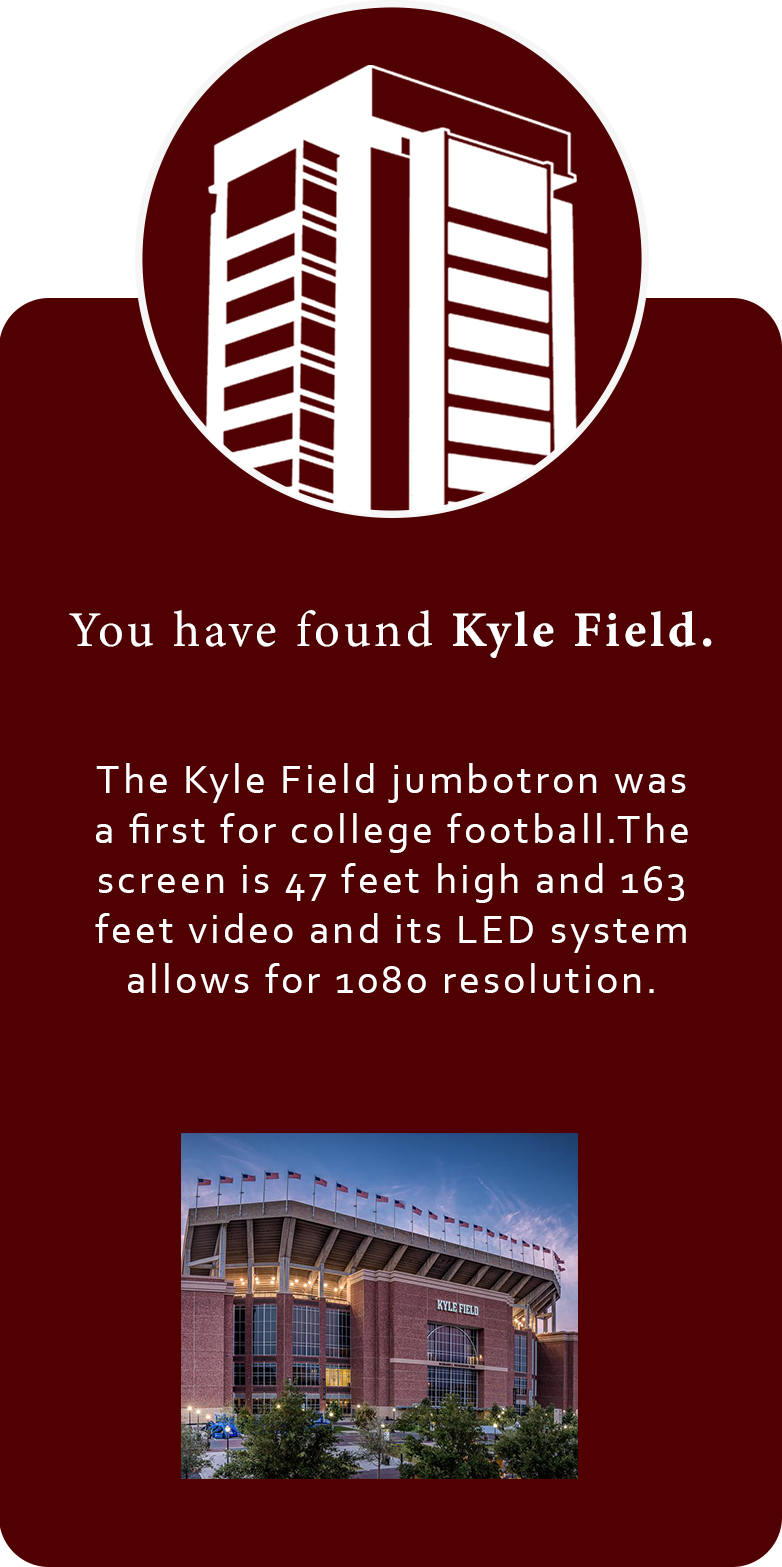 You have found Kyle Field.
The Kyle Field jumbotron was
a first for college football.The
screen is 47 feet high and 163
feet video and its LED system
allows for 1080 resolution.
KYLE FIELD